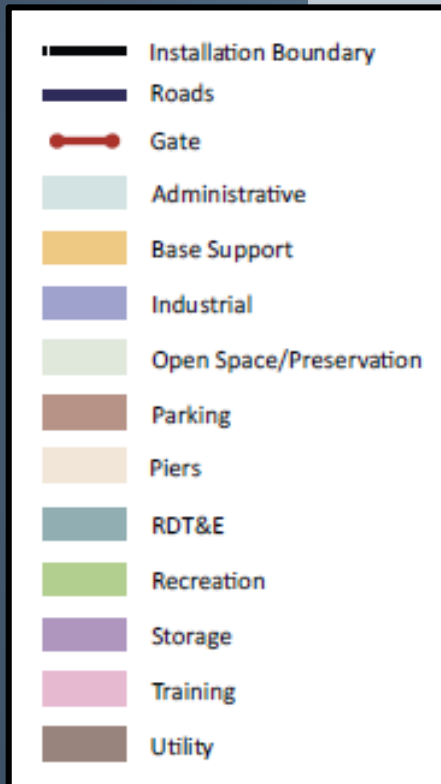 Installation Boundary
Roads
Gate
Administrative
Base Support
Industrial
Open Space/Preservation
Parking
Piers
RDT&E
Recreation
Storage
Training
Utility